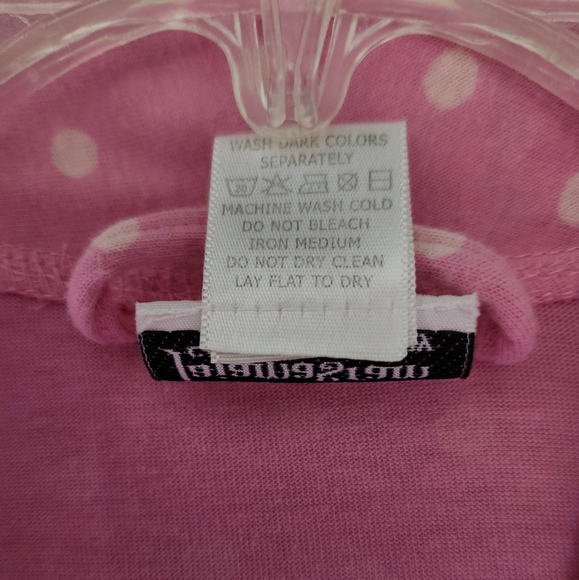 WASH DARK COLORS
SEPARATELY
30
MACHINE WASH COLD
DO NOT BLEACH
IRON MEDIUM
DO NOT DRY CLEAN
LAY FLAT TO DRY